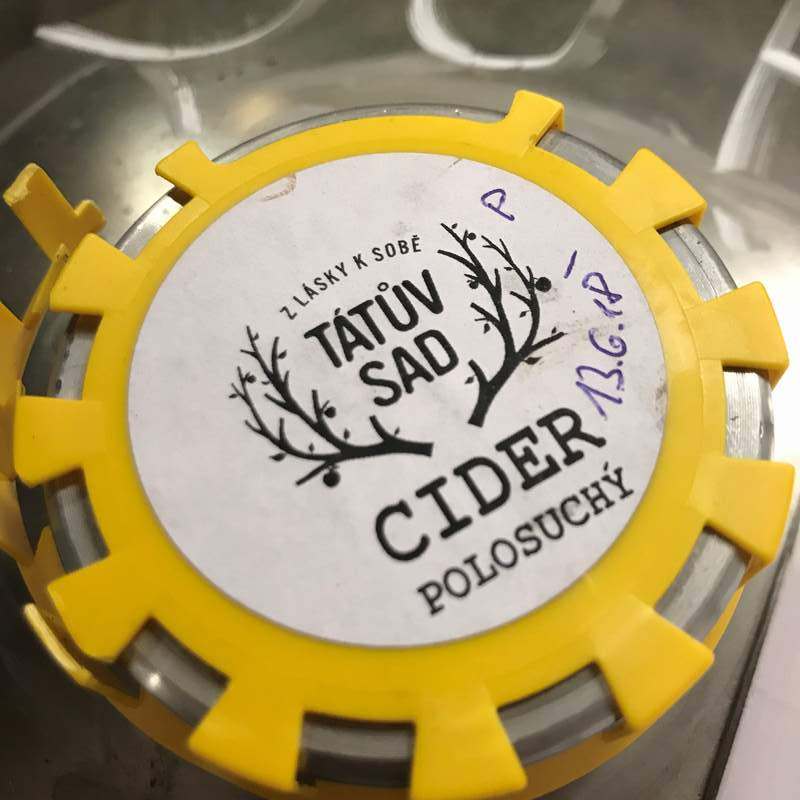 Z LÁSKY K SOBĚ
TÁTŮV
SAD
CIDER
POLOSUCHÝ
P
13.6.18